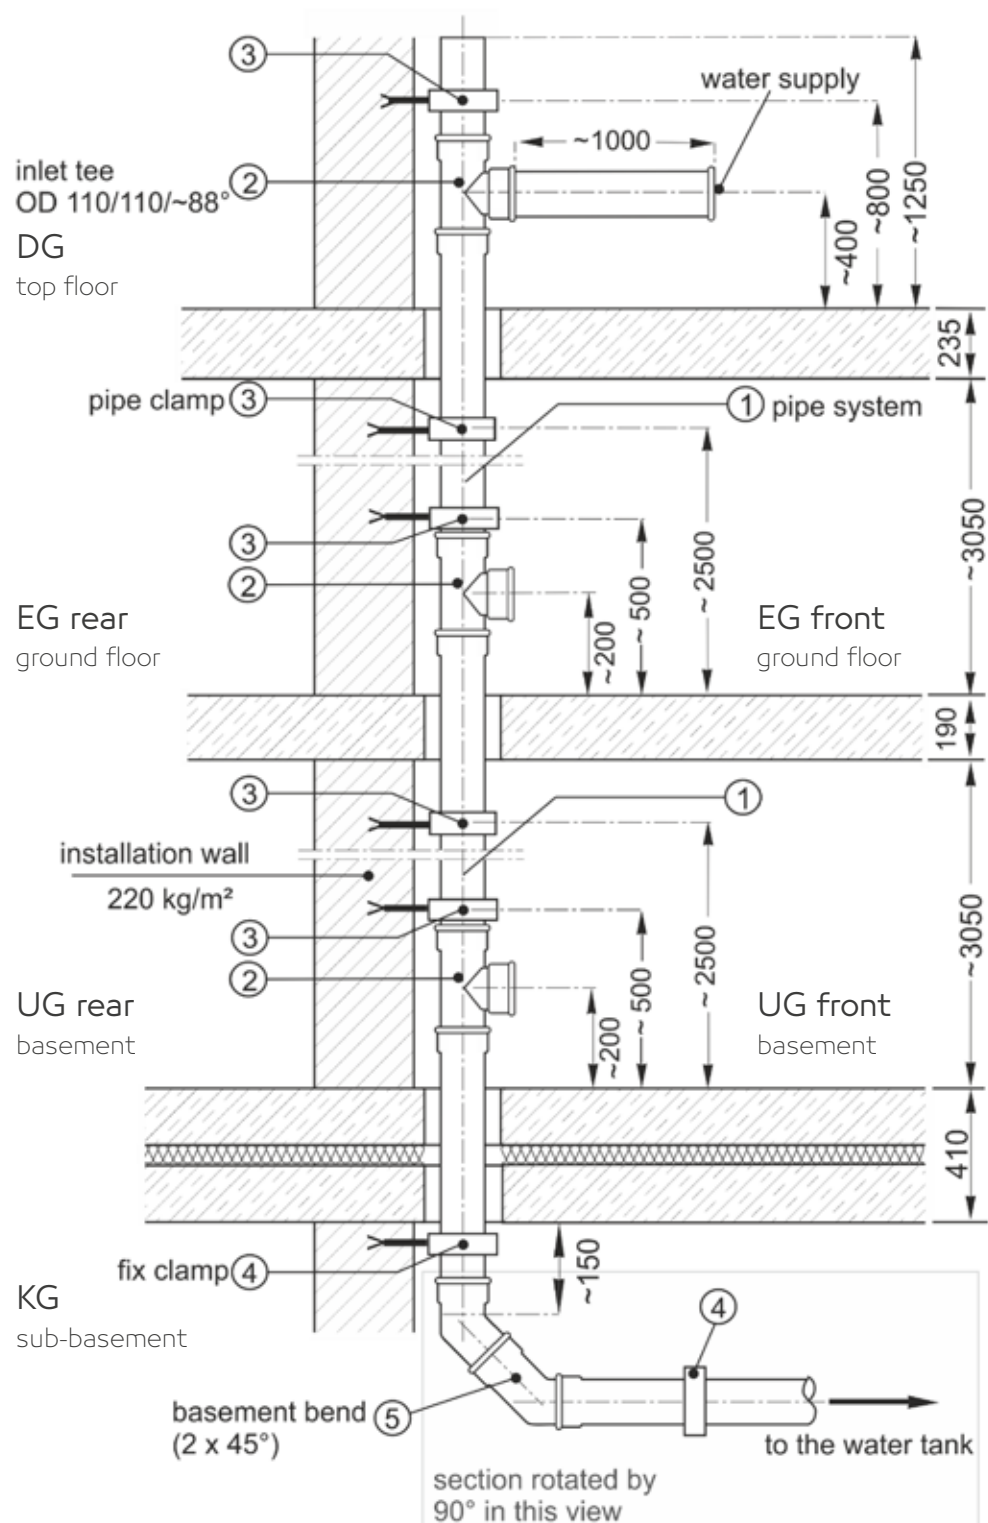 ③
water supply
~1000
inlet tee
OD 110/110/~88°
②
DG
top floor
~400
~800
~1250
235
pipe clamp ③
① pipe system
③
②
EG rear
ground floor
~200
~500
~2500
EG front
ground floor
~3050
190
③
①
installation wall
220 kg/m²
③
②
UG rear
basement
~200
~500
~2500
UG front
basement
~3050
410
fix clamp ④
~150
KG
sub-basement
④
basement bend ⑤
(2 x 45°)
to the water tank
section rotated by
90° in this view